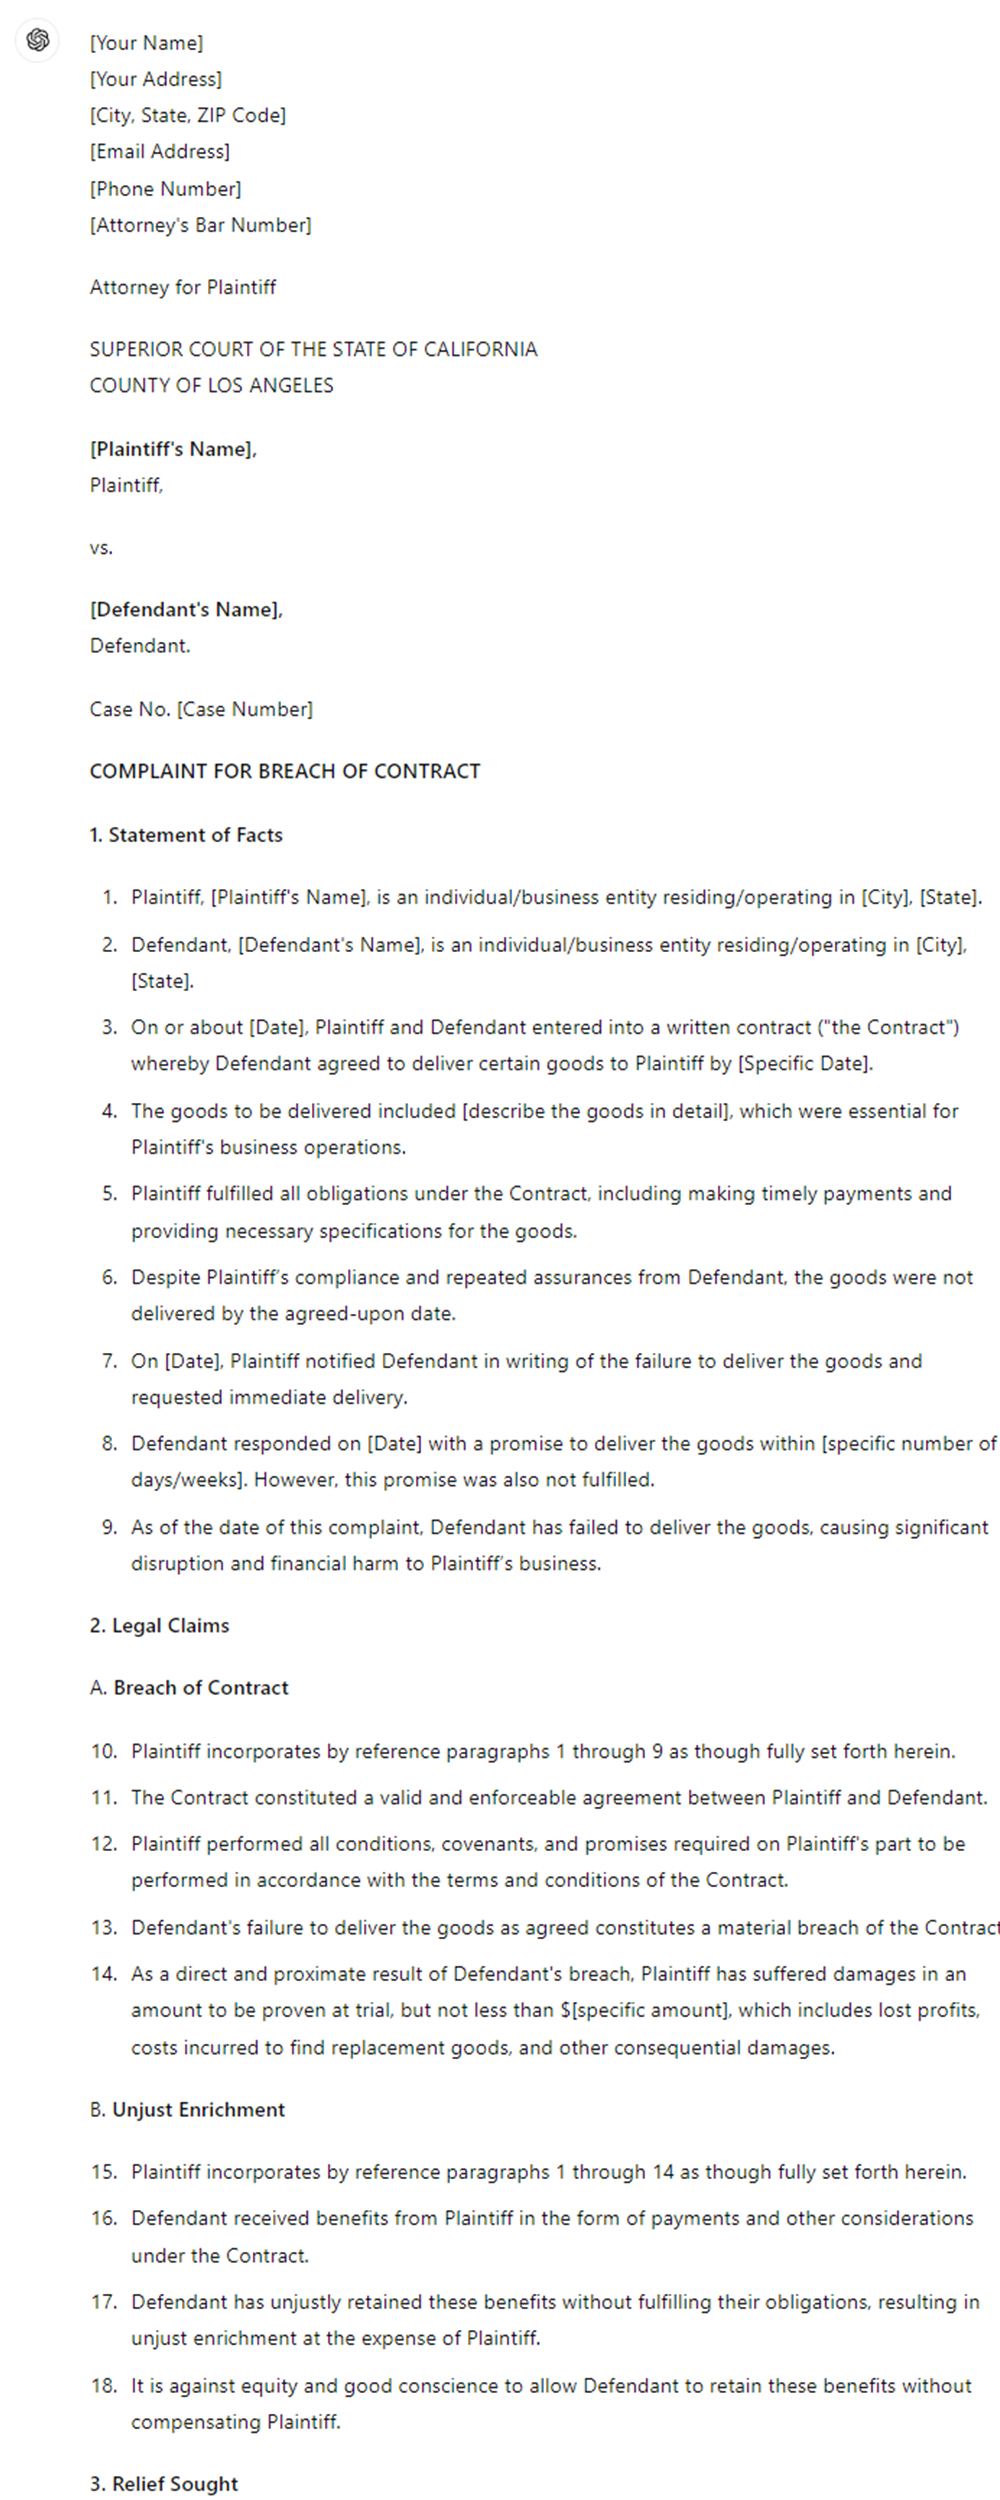 [Your Name]
[Your Address]
[City, State, ZIP Code]
[Email Address]
[Phone Number]
[Attorney's Bar Number]
Attorney for Plaintiff
SUPERIOR COURT OF THE STATE OF CALIFORNIA
COUNTY OF LOS ANGELES
[Plaintiff's Name],
Plaintiff,
vs.
[Defendant's Name],
Defendant.
Case No. [Case Number]
COMPLAINT FOR BREACH OF CONTRACT
1. Statement of Facts
1. Plaintiff, [Plaintiff's Name], is an individual/business entity residing/operating in [City], [State].
2. Defendant, [Defendant's Name], is an individual/business entity residing/operating in [City],
[State].
3. On or about [Date], Plaintiff and Defendant entered into a written contract ("the Contract")
whereby Defendant agreed to deliver certain goods to Plaintiff by [Specific Date].
4. The goods to be delivered included [describe the goods in detail], which were essential for
Plaintiff's business operations.
5. Plaintiff fulfilled all obligations under the Contract, including making timely payments and
providing necessary specifications for the goods.
6. Despite Plaintiff's compliance and repeated assurances from Defendant, the goods were not
delivered by the agreed-upon date.
7. On [Date], Plaintiff notified Defendant in writing of the failure to deliver the goods and
requested immediate delivery.
8. Defendant responded on [Date] with a promise to deliver the goods within [specific number of
days/weeks]. However, this promise was also not fulfilled.
9. As of the date of this complaint, Defendant has failed to deliver the goods, causing significant
disruption and financial harm to Plaintiff's business.
2. Legal Claims
A. Breach of Contract
10. Plaintiff incorporates by reference paragraphs 1 through 9 as though fully set forth herein.
11. The Contract constituted a valid and enforceable agreement between Plaintiff and Defendant.
12. Plaintiff performed all conditions, covenants, and promises required on Plaintiff's part to be
performed in accordance with the terms and conditions of the Contract.
13. Defendant's failure to deliver the goods as agreed constitutes a material breach of the Contract
14. As a direct and proximate result of Defendant's breach, Plaintiff has suffered damages in an
amount to be proven at trial, but not less than $[specific amount], which includes lost profits,
costs incurred to find replacement goods, and other consequential damages.
B. Unjust Enrichment
15. Plaintiff incorporates by reference paragraphs 1 through 14 as though fully set forth herein.
16. Defendant received benefits from Plaintiff in the form of payments and other considerations
under the Contract.
17. Defendant has unjustly retained these benefits without fulfilling their obligations, resulting in
unjust enrichment at the expense of Plaintiff.
18. It is against equity and good conscience to allow Defendant to retain these benefits without
compensating Plaintiff.
3. Relief Sought